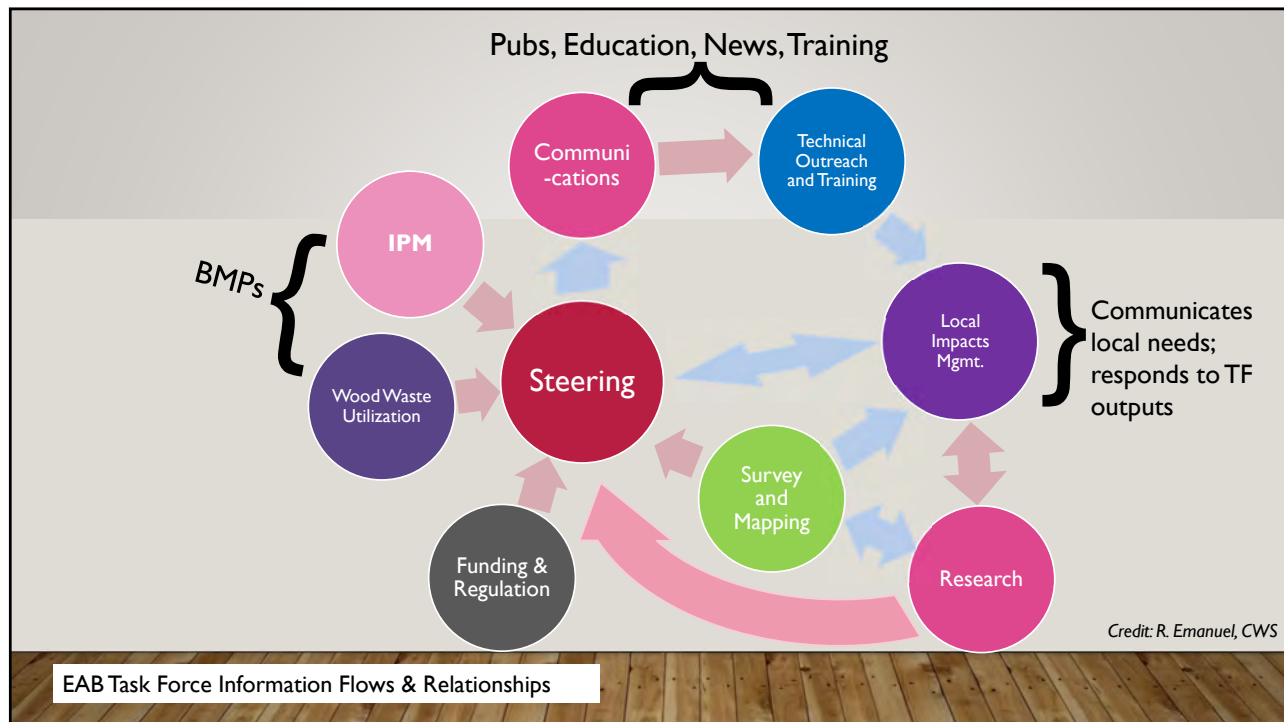 Pubs, Education, News, Training
Communi
-cations
Technical
Outreach
and Training
IPM
BMPs
Local
Impacts
Mgmt.
Communicates
local needs;
responds to TF
outputs
Steering
Wood Waste
Utilization
Survey
and
Mapping
Funding &
Regulation
Research
Credit: R. Emanuel, CWS
EAB Task Force Information Flows & Relationships